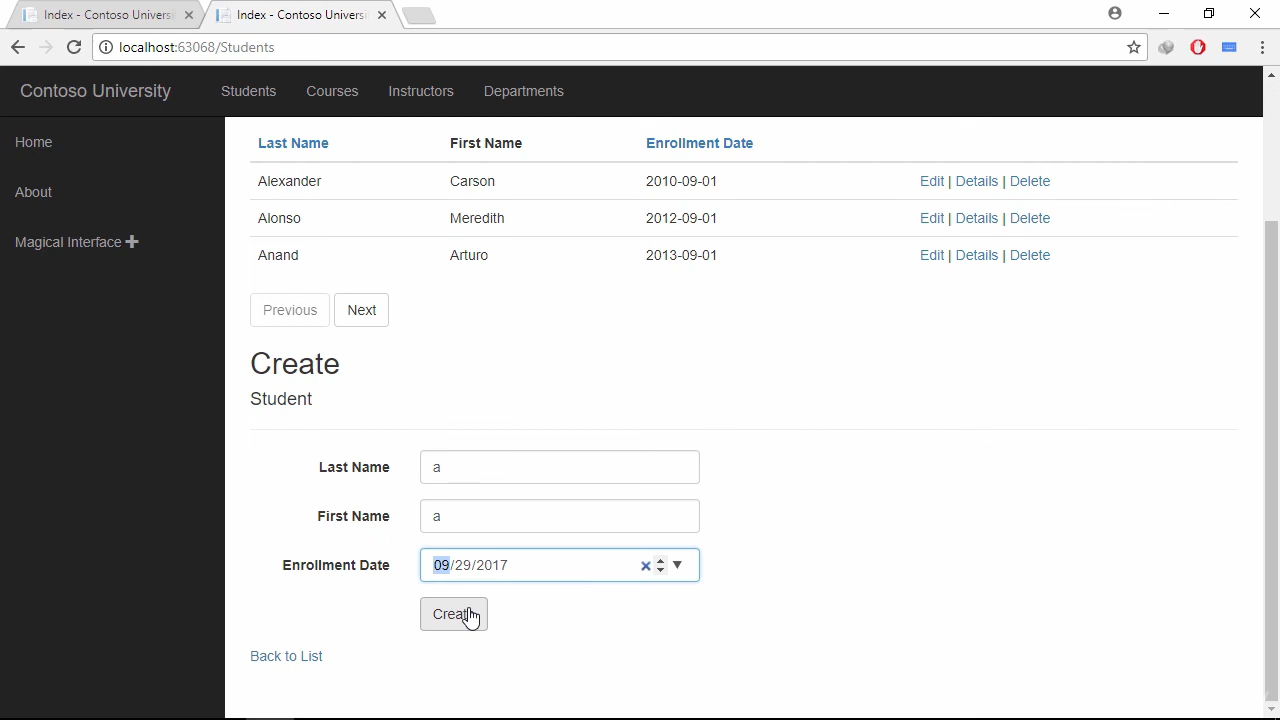 Index - Contoso Universi
Index - Contoso Universi
localhost:63068/Students
Contoso University Students Courses Instructors Departments
Home
About
Magical Interface
Last Name First Name Enrollment Date
Alexander Carson 2010-09-01 Edit | Details | Delete
Alonso Meredith 2012-09-01 Edit | Details | Delete
Anand Arturo 2013-09-01 Edit | Details | Delete
Previous Next
Create
Student
Last Name a
First Name a
Enrollment Date 09/29/2017
Create
Back to List